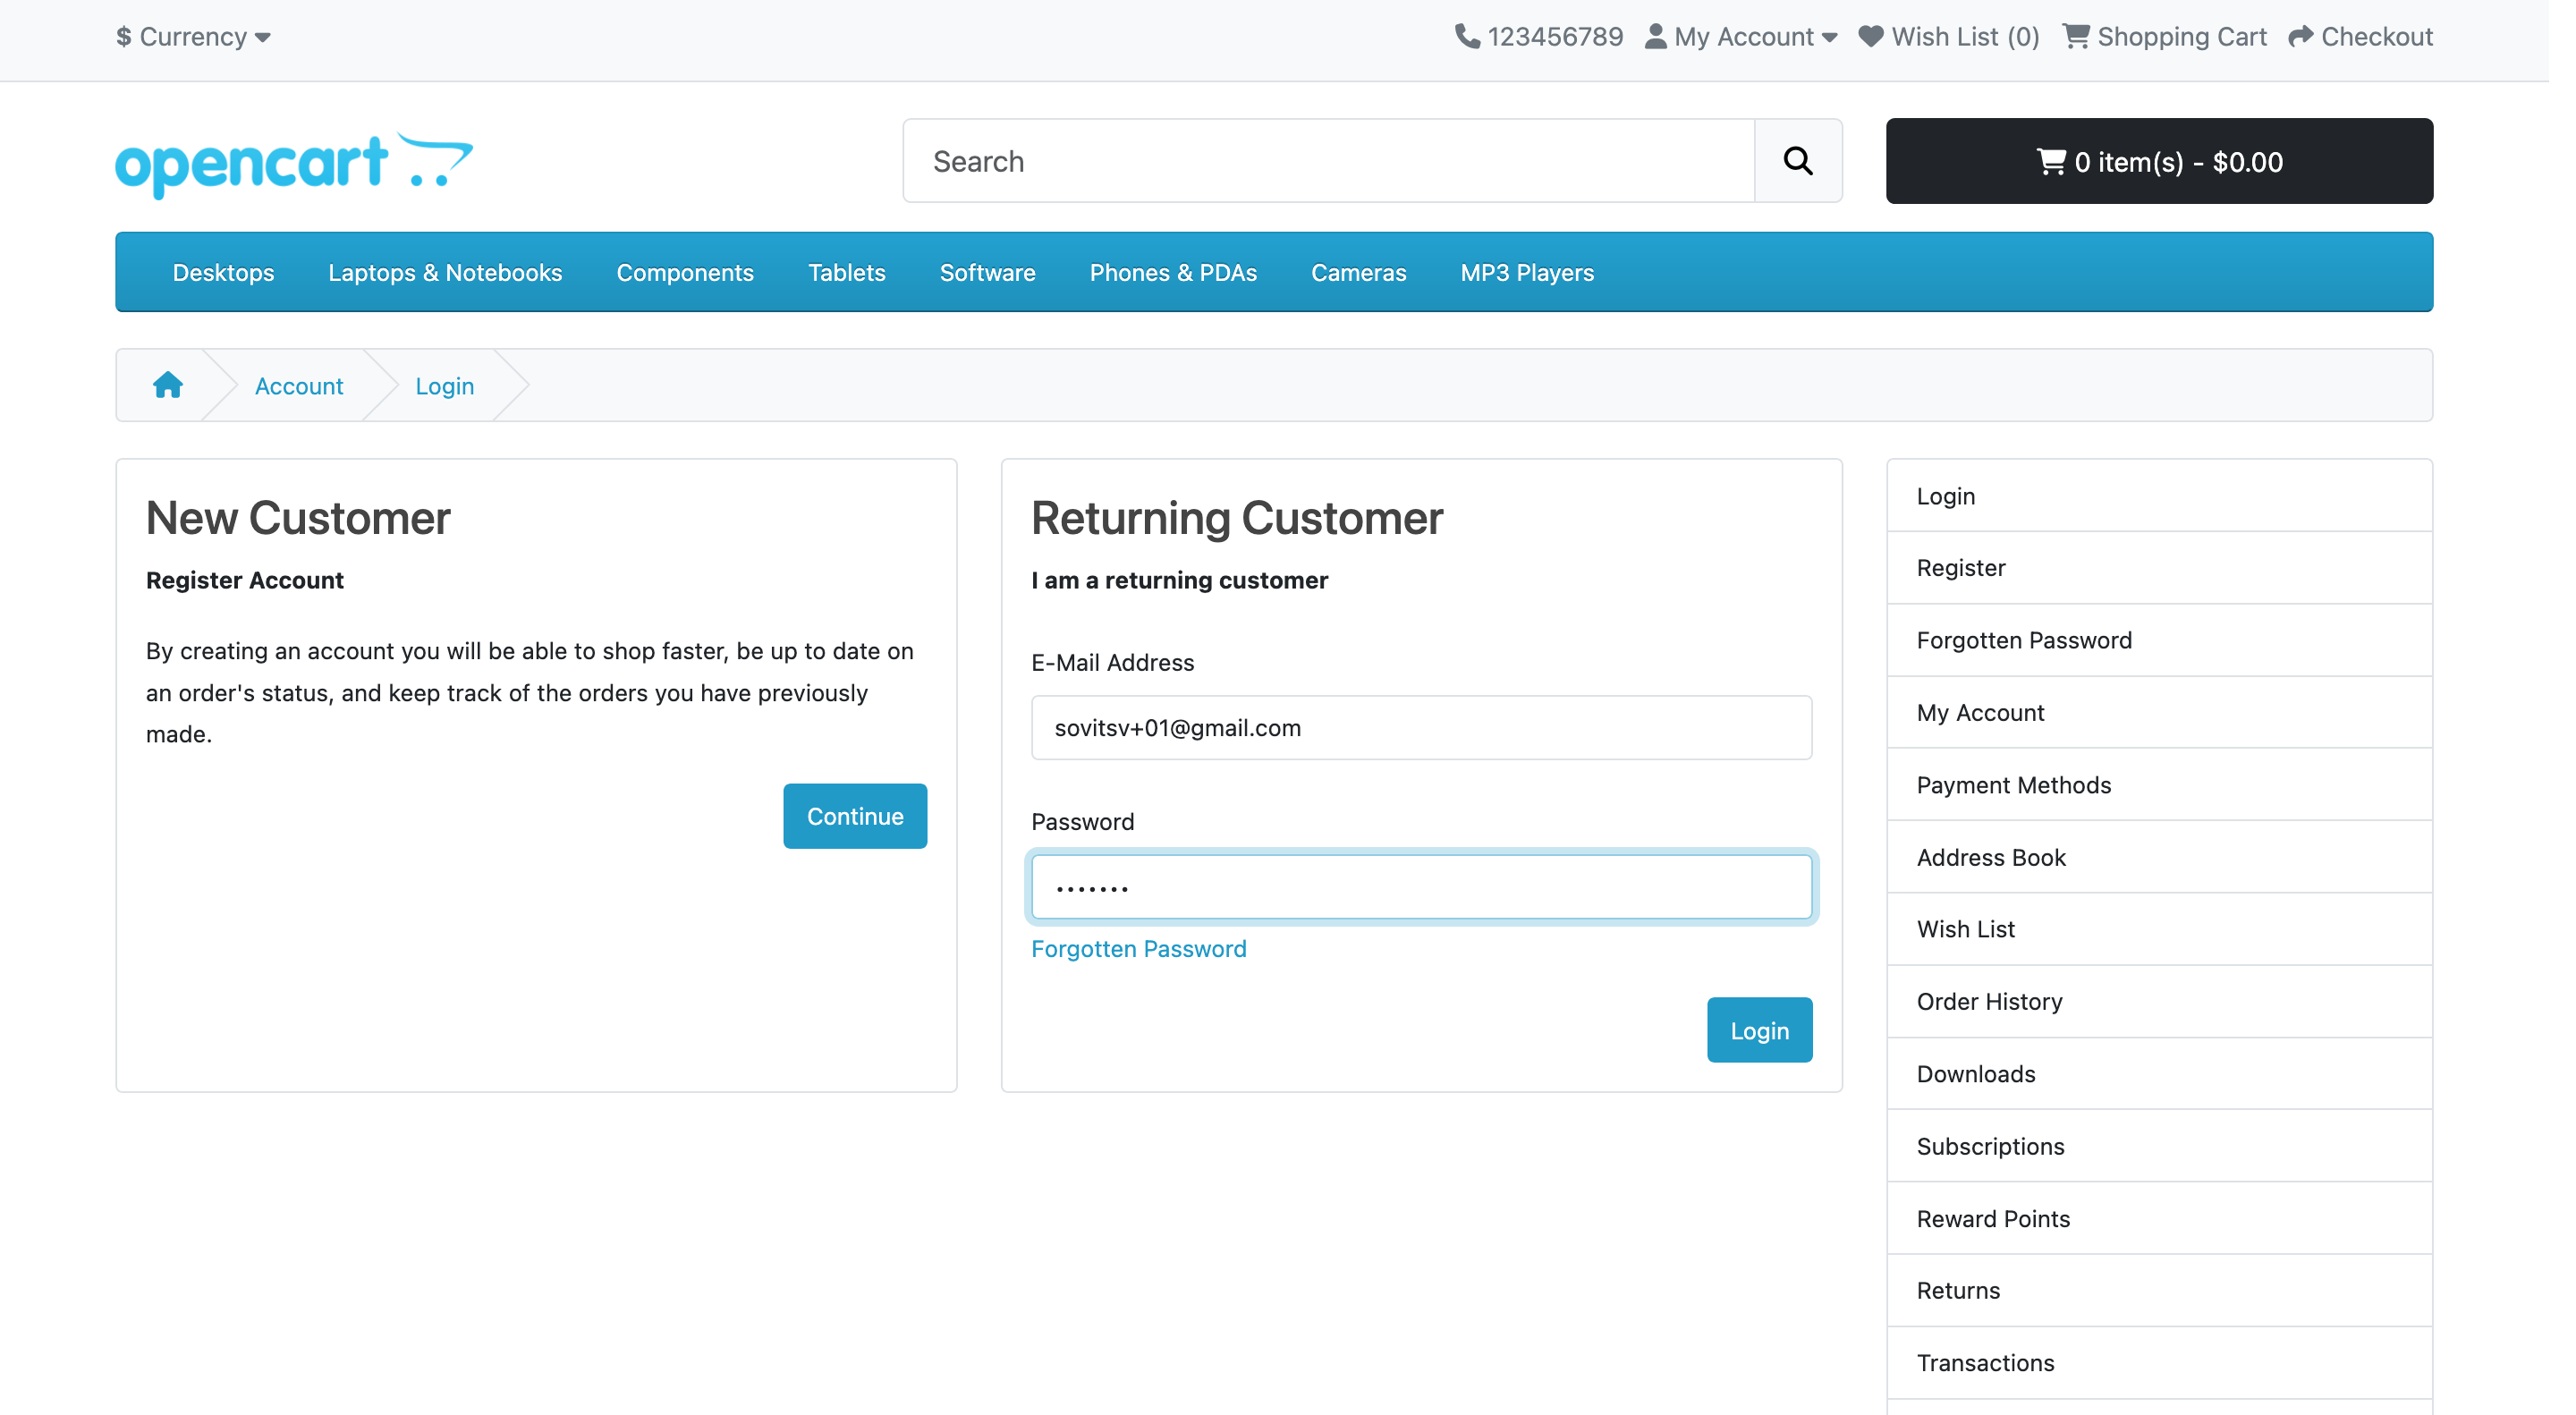 $ Currency
123456789 My Account Wish List (0) Shopping Cart Checkout
opencart
Search
0 item(s) - $0.00
Desktops Laptops & Notebooks Components Tablets Software Phones & PDAs Cameras MP3 Players
Account Login
New Customer
Register Account
By creating an account you will be able to shop faster, be up to date on
an order's status, and keep track of the orders you have previously
made.
Continue
Returning Customer
I am a returning customer
E-Mail Address
sovitsv+01@gmail.com
Password
•••••••
Forgotten Password
Login
Login
Register
Forgotten Password
My Account
Payment Methods
Address Book
Wish List
Order History
Downloads
Subscriptions
Reward Points
Returns
Transactions